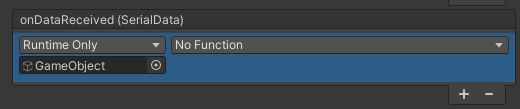 onDataReceived (SerialData)
Runtime Only No Function
GameObject
+ −